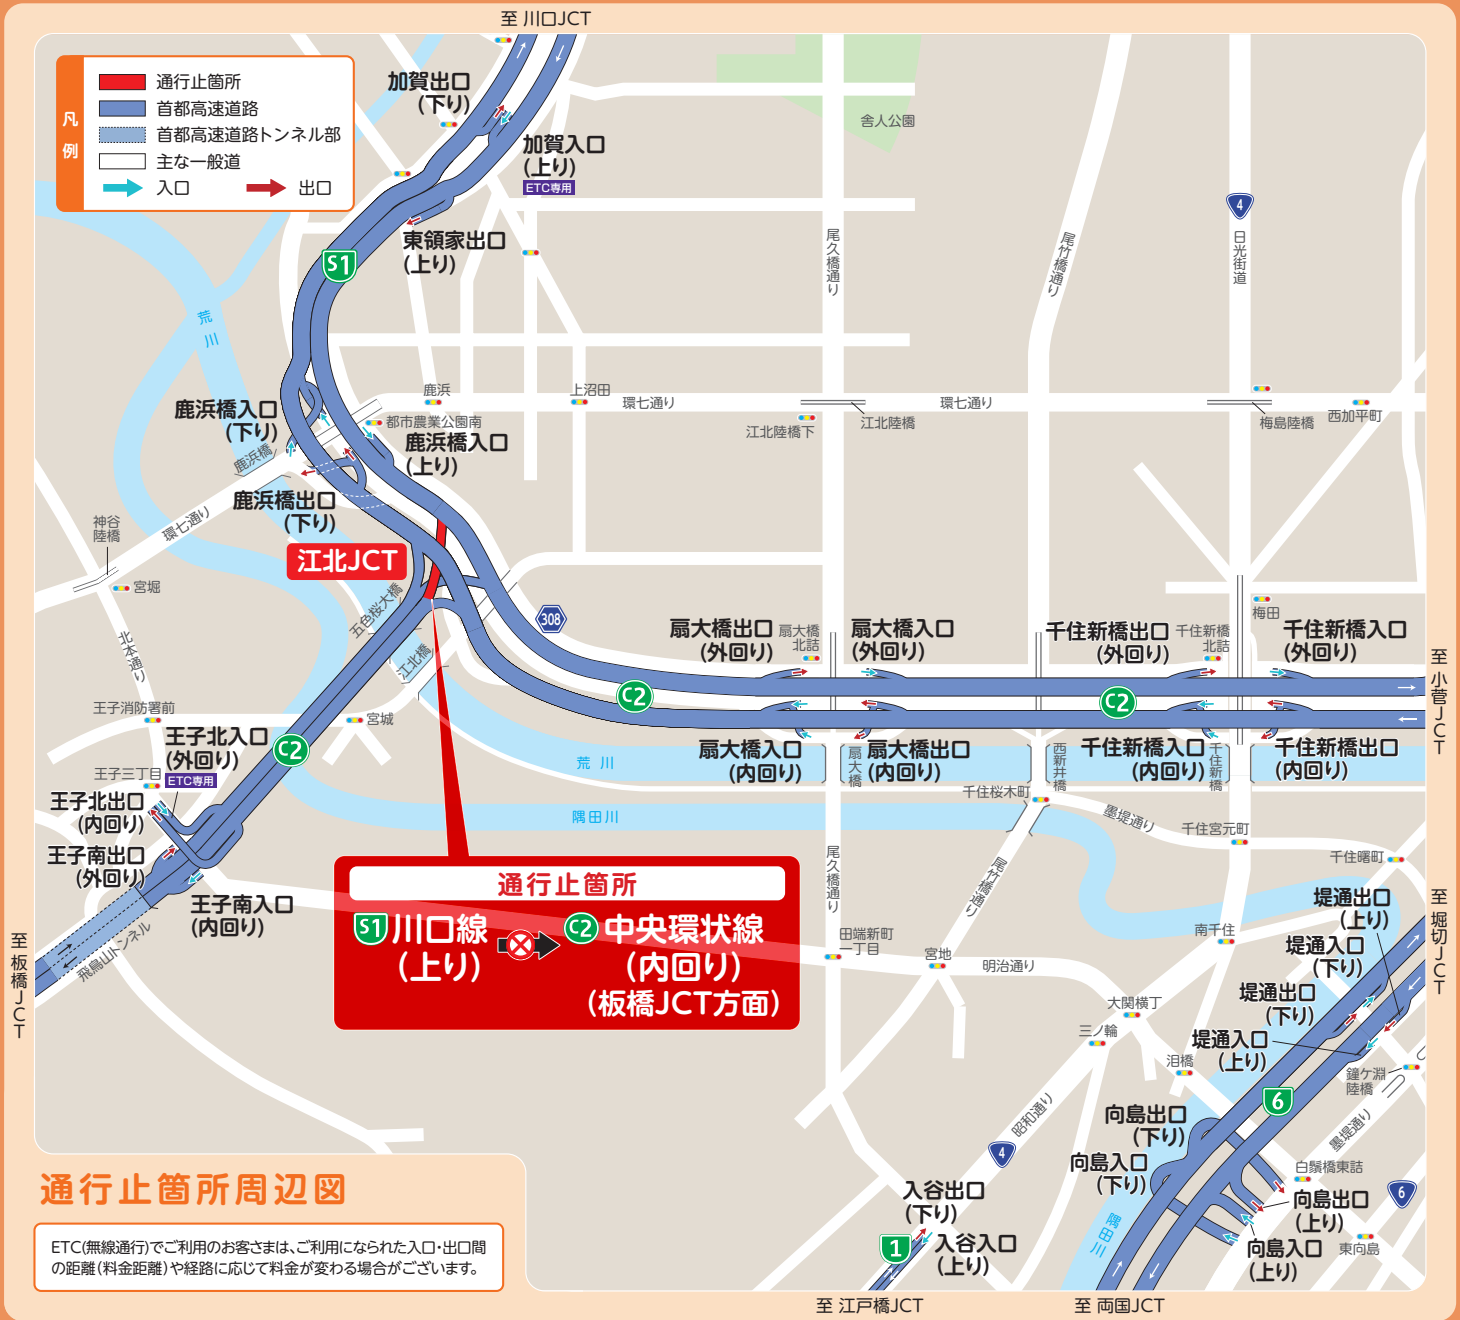 至 川口JCT
凡例
通行止箇所
首都高速道路
首都高速道路トンネル部
主な一般道
入口
出口
加賀出口
(下り)
加賀入口
(上り)
ETC専用
東領家出口
(上り)
S1
舎人公園
尾久橋通り
尾竹橋通り
4
日光街道
荒川
鹿浜
上沼田
環七通り
環七通り
都市農業公園南
江北陸橋下
江北陸橋
梅島陸橋
西加平町
鹿浜橋入口
(下り)
鹿浜橋
鹿浜橋入口
(上り)
鹿浜橋出口
(下り)
環七通り
神谷
陸橋
宮堀
江北JCT
五色桜大橋
江北橋
308
北本通り
梅田
扇大橋出口
(外回り)
扇大橋
北詰
扇大橋入口
(外回り)
千住新橋出口
(外回り)
千住新橋
北詰
千住新橋入口
(外回り)
至 小菅JCT
C2
C2
C2
王子消防署前
宮城
王子北入口
(外回り)
ETC専用
王子三丁目
王子北出口
(内回り)
王子南出口
(外回り)
王子南入口
(内回り)
飛鳥山トンネル
至 板橋JCT
扇大橋入口
(内回り)
扇大橋
扇大橋出口
(内回り)
西新井橋
千住新橋入口
(内回り)
千住新橋
千住新橋出口
(内回り)
荒川
隅田川
千住桜木町
墨堤通り
千住宮元町
千住曙町
尾久橋通り
尾竹橋通り
通行止箇所
S1 川口線
(上り)
C2 中央環状線
(内回り)
(板橋JCT方面)
田端新町
一丁目
宮地
明治通り
南千住
大関横丁
三ノ輪
泪橋
堤通出口
(上り)
堤通入口
(下り)
堤通出口
(下り)
堤通入口
(上り)
至 堀切JCT
鐘ケ淵
陸橋
墨堤通り
6
向島出口
(下り)
向島入口
(下り)
白鬚橋東詰
向島出口
(上り)
向島入口
(上り)
東向島
6
隅田川
昭和通り
4
入谷出口
(下り)
入谷入口
(上り)
1
至 江戸橋JCT
至 両国JCT
通行止箇所周辺図
ETC(無線通行)でご利用のお客さまは、ご利用になられた入口・出口間
の距離(料金距離)や経路に応じて料金が変わる場合がございます。